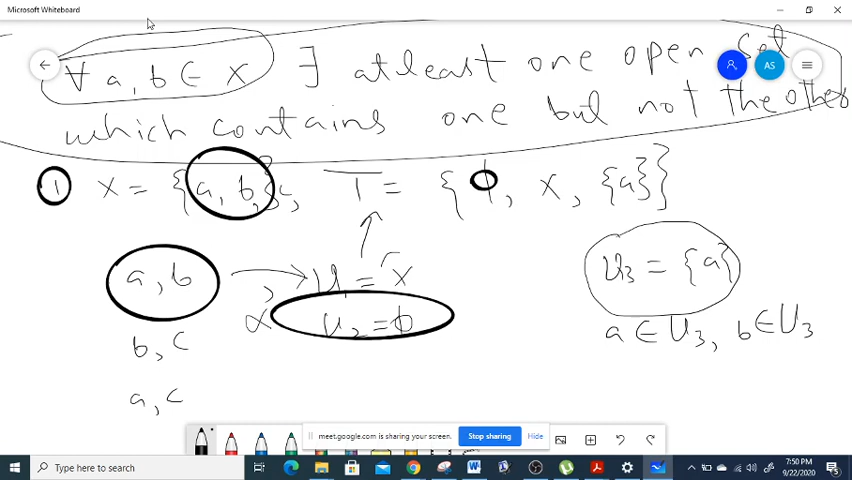 Microsoft Whiteboard
∀ a, b ∈ X ∃ atleast one open set
AS
which contains one but not the other
① X = {a, b}, T = {ϕ, X, {a}}
a, b → U₁ = X
U₃ = {a}
U₂ = ϕ
a ∈ U₃, b ∈ U₃
b, c
a, c
meet.google.com is sharing your screen. Stop sharing Hide
Type here to search
7:50 PM
9/22/2020